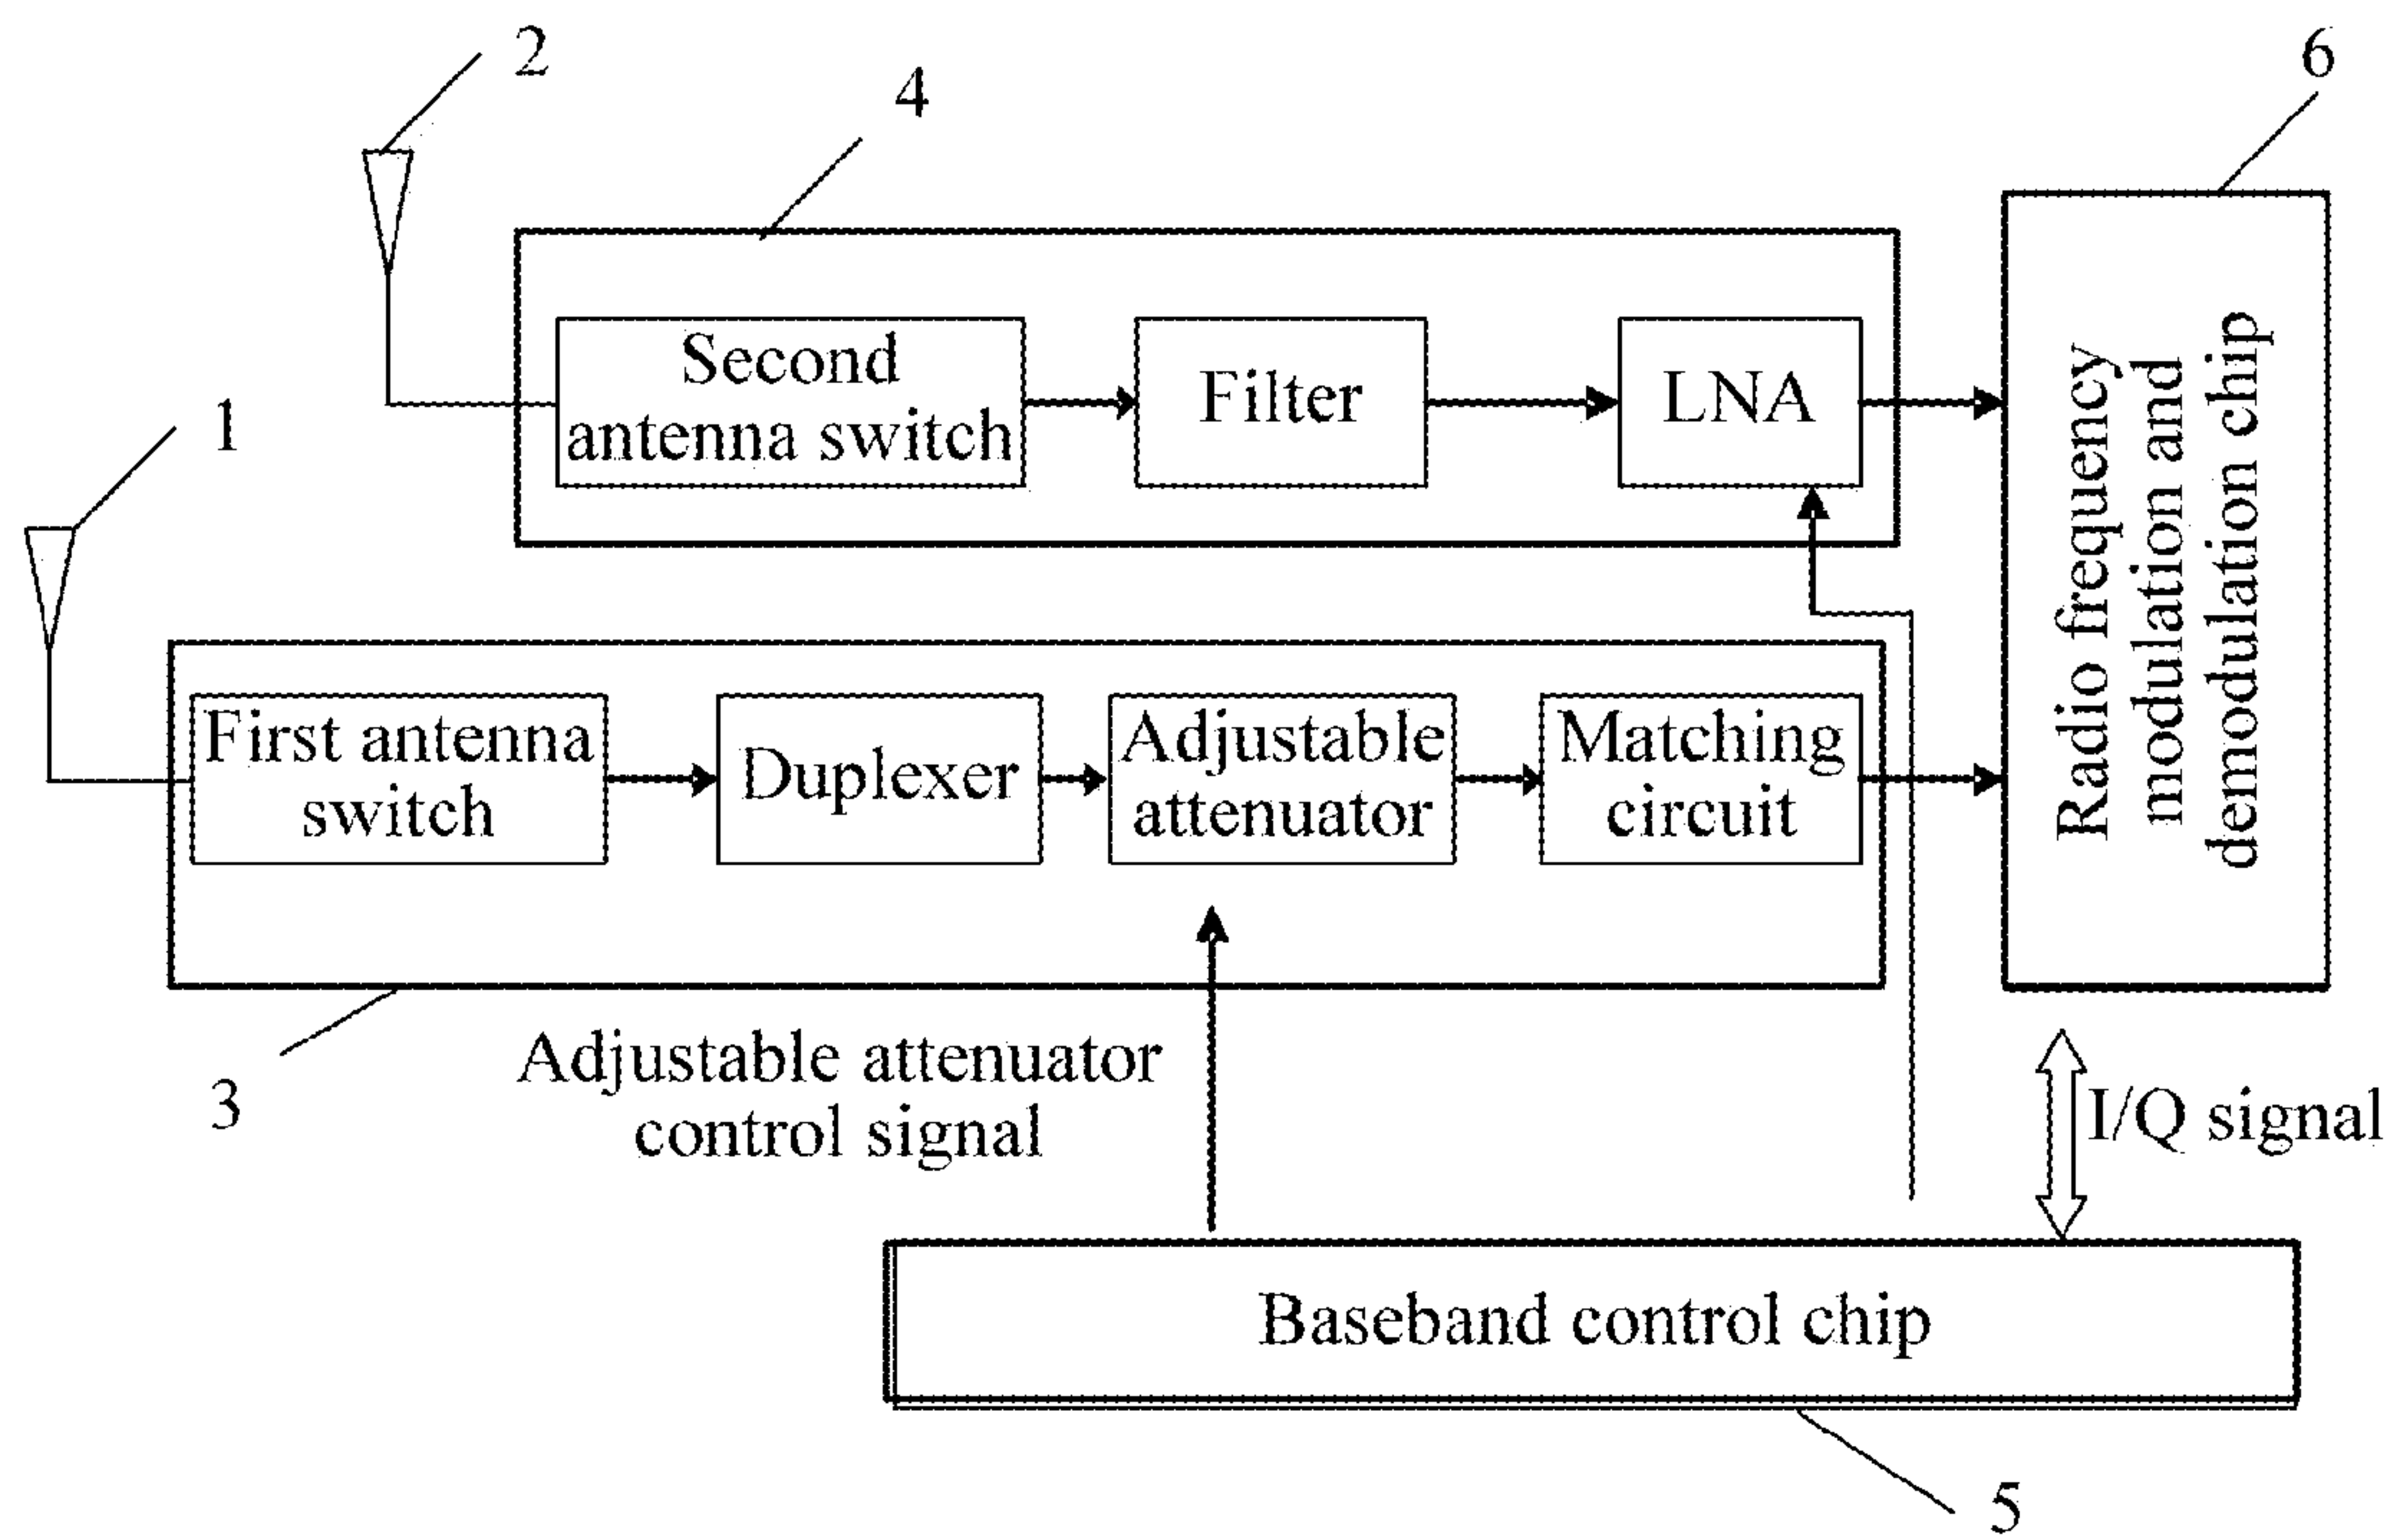 2
4
6
Second
antenna switch
Filter
LNA
1
First antenna
switch
Duplexer
Adjustable
attenuator
Matching
circuit
Radio frequency
modulation and
demodulation chip
3
Adjustable attenuator
control signal
I/Q signal
Baseband control chip
5